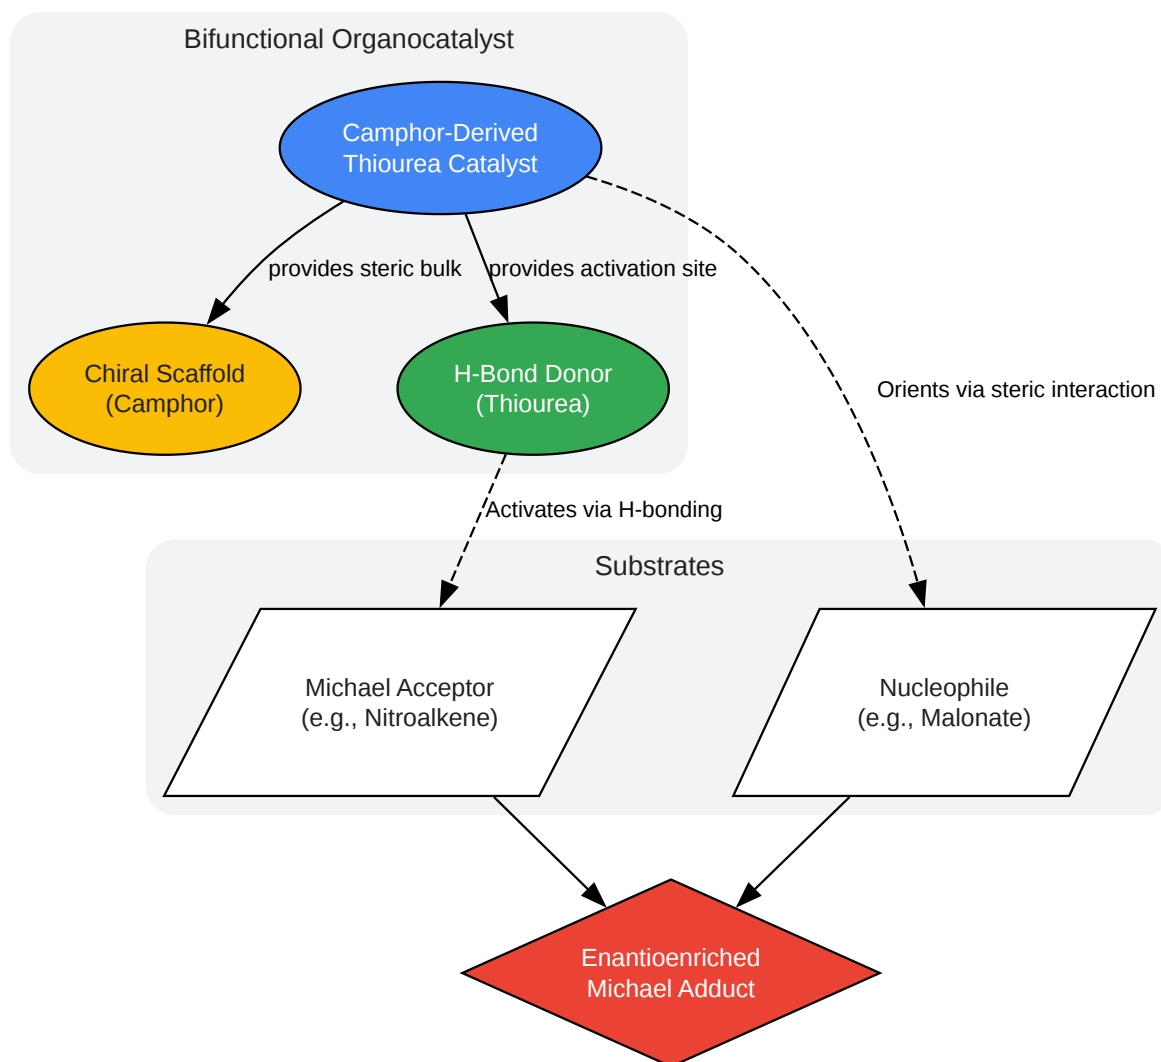 Bifunctional Organocatalyst
Camphor-Derived
Thiourea Catalyst
provides steric bulk
provides activation site
Chiral Scaffold
(Camphor)
H-Bond Donor
(Thiourea)
Orients via steric interaction
Activates via H-bonding
Substrates
Michael Acceptor
(e.g., Nitroalkene)
Nucleophile
(e.g., Malonate)
Enantioenriched
Michael Adduct